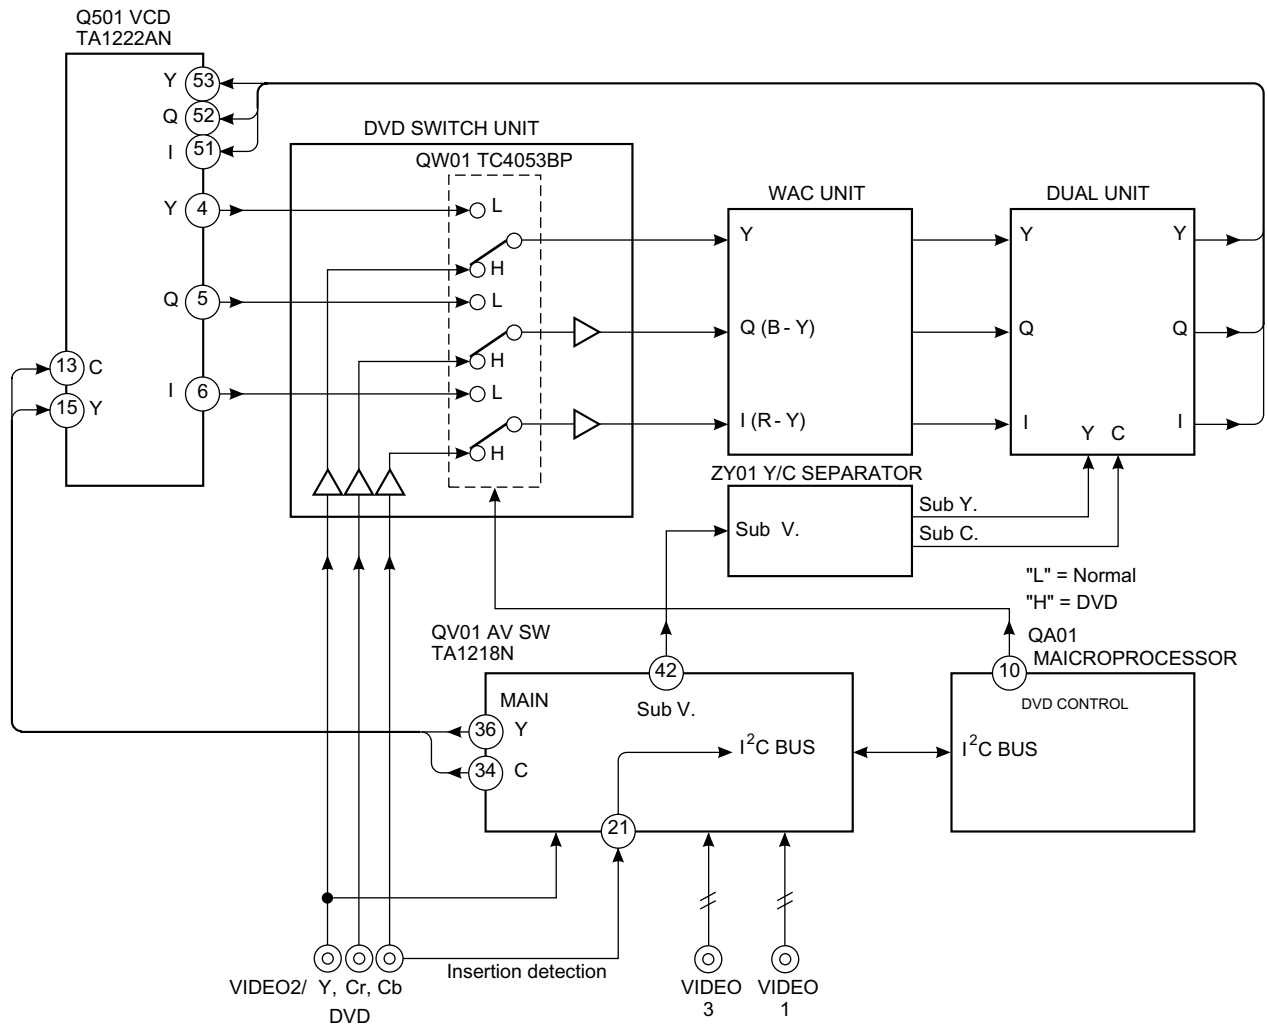 Q501 VCD
TA1222AN
Y 53
Q 52
I 51
Y 4
Q 5
I 6
13 C
15 Y
DVD SWITCH UNIT
QW01 TC4053BP
L
H
L
H
L
H
WAC UNIT
Y
Q (B - Y)
I (R - Y)
DUAL UNIT
Y Y
Q Q
I I
Y C
ZY01 Y/C SEPARATOR
Sub V.
Sub Y.
Sub C.
"L" = Normal
"H" = DVD
QV01 AV SW
TA1218N
MAIN
36 Y
34 C
42
Sub V.
I2C BUS
21
QA01
MAICROPROCESSOR
10
DVD CONTROL
I2C BUS
Insertion detection
VIDEO2/ Y, Cr, Cb
DVD
VIDEO
3
VIDEO
1